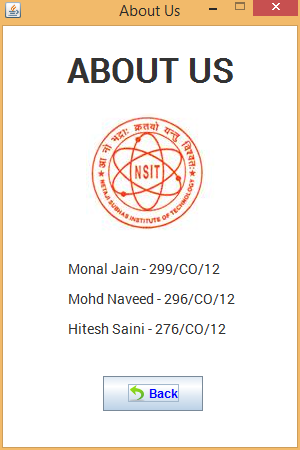 About Us
ABOUT US
आ नो भद्राः क्रतवो यन्तु विश्वतः
NSIT
NETAJI SUBHAS INSTITUTE OF TECHNOLOGY
Monal Jain - 299/CO/12
Mohd Naveed - 296/CO/12
Hitesh Saini - 276/CO/12
Back